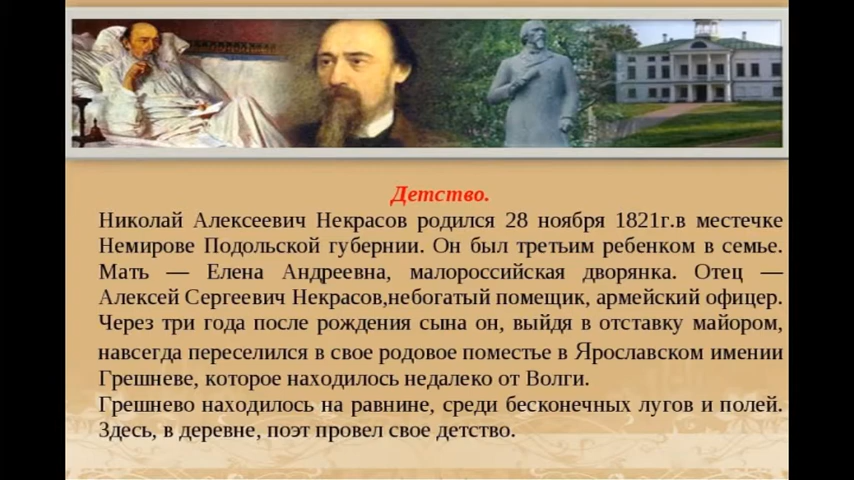 Детство.
Николай Алексеевич Некрасов родился 28 ноября 1821г.в местечке
Немирове Подольской губернии. Он был третьим ребенком в семье.
Мать — Елена Андреевна, малороссийская дворянка. Отец —
Алексей Сергеевич Некрасов,небогатый помещик, армейский офицер.
Через три года после рождения сына он, выйдя в отставку майором,
навсегда переселился в свое родовое поместье в Ярославском имении
Грешневе, которое находилось недалеко от Волги.
Грешнево находилось на равнине, среди бесконечных лугов и полей.
Здесь, в деревне, поэт провел свое детство.